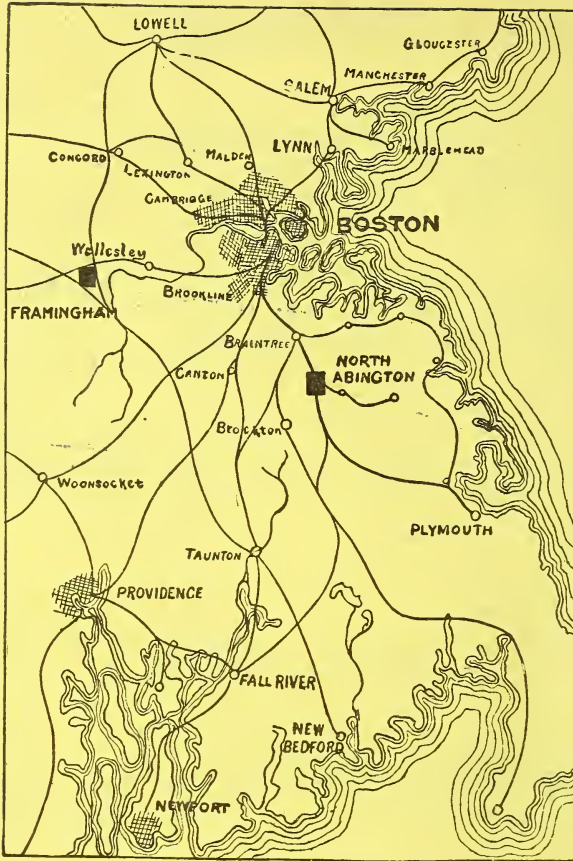 LOWELL
GLOUCESTER
MANCHESTER
SALEM
LYNN
MARBLEHEAD
CONCORD
LEXINGTON
MALDEN
CAMBRIDGE
BOSTON
Wellesley
BROOKLINE
FRAMINGHAM
BRAINTREE
NORTH
ABINGTON
CANTON
BROCKTON
WOONSOCKET
PLYMOUTH
TAUNTON
PROVIDENCE
FALL RIVER
NEW
BEDFORD
NEWPORT